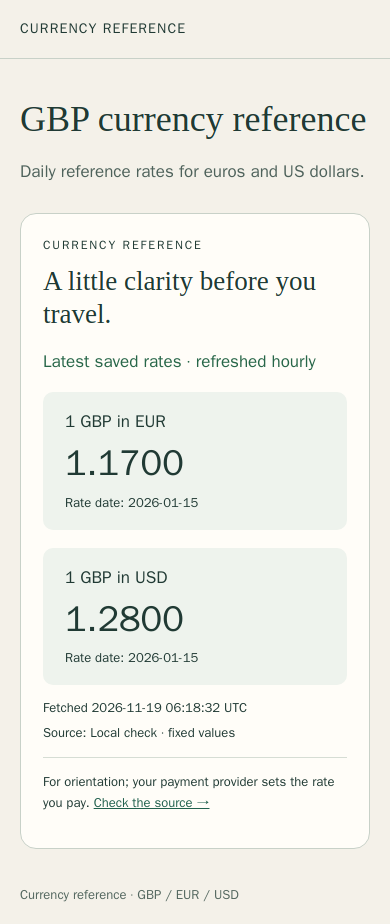 CURRENCY REFERENCE
GBP currency reference
Daily reference rates for euros and US dollars.
CURRENCY REFERENCE
A little clarity before you
travel.
Latest saved rates · refreshed hourly
1 GBP in EUR
1.1700
Rate date: 2026-01-15
1 GBP in USD
1.2800
Rate date: 2026-01-15
Fetched 2026-11-19 06:18:32 UTC
Source: Local check · fixed values
For orientation; your payment provider sets the rate
you pay. Check the source →
Currency reference · GBP / EUR / USD